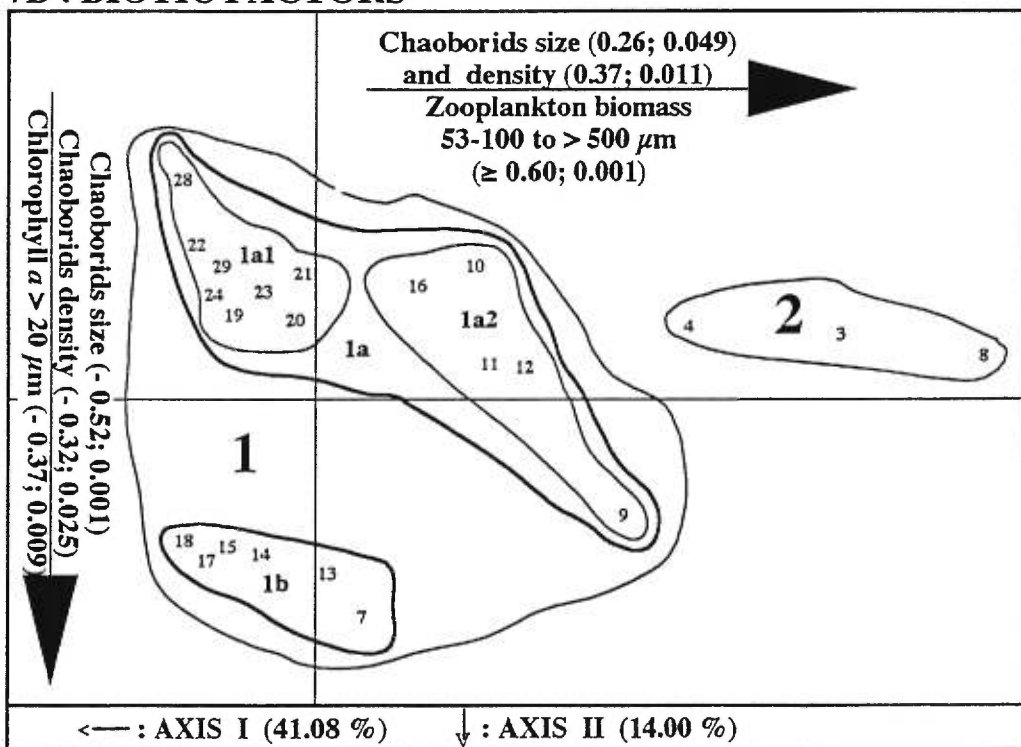 Chaoborids size (0.26; 0.049)
and density (0.37; 0.011)
Zooplankton biomass
53-100 to > 500 µm
(≥ 0.60; 0.001)
Chaoborids size (- 0.52; 0.001)
Chaoborids density (- 0.32; 0.025)
Chlorophyll a > 20 µm (- 0.37; 0.009)
28
22
29
1a1
21
24
23
19
20
1a
16
10
1a2
11
12
9
2
4
3
8
1
18
17
15
14
13
1b
7
<— : AXIS I (41.08 %)
↓ : AXIS II (14.00 %)